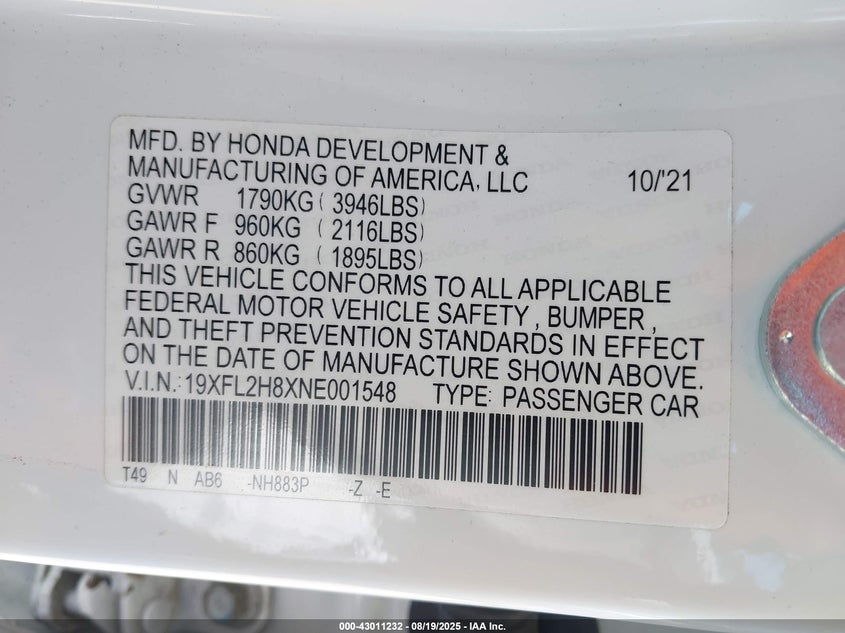 MFD. BY HONDA DEVELOPMENT &
MANUFACTURING OF AMERICA, LLC 10/'21
GVWR 1790KG ( 3946LBS)
GAWR F 960KG ( 2116LBS)
GAWR R 860KG ( 1895LBS)
THIS VEHICLE CONFORMS TO ALL APPLICABLE
FEDERAL MOTOR VEHICLE SAFETY , BUMPER ,
AND THEFT PREVENTION STANDARDS IN EFFECT
ON THE DATE OF MANUFACTURE SHOWN ABOVE.
V.I.N.: 19XFL2H8XNE001548 TYPE: PASSENGER CAR
T49 N AB6 -NH883P -Z -E
000-43011232 - 08/19/2025 - IAA Inc.